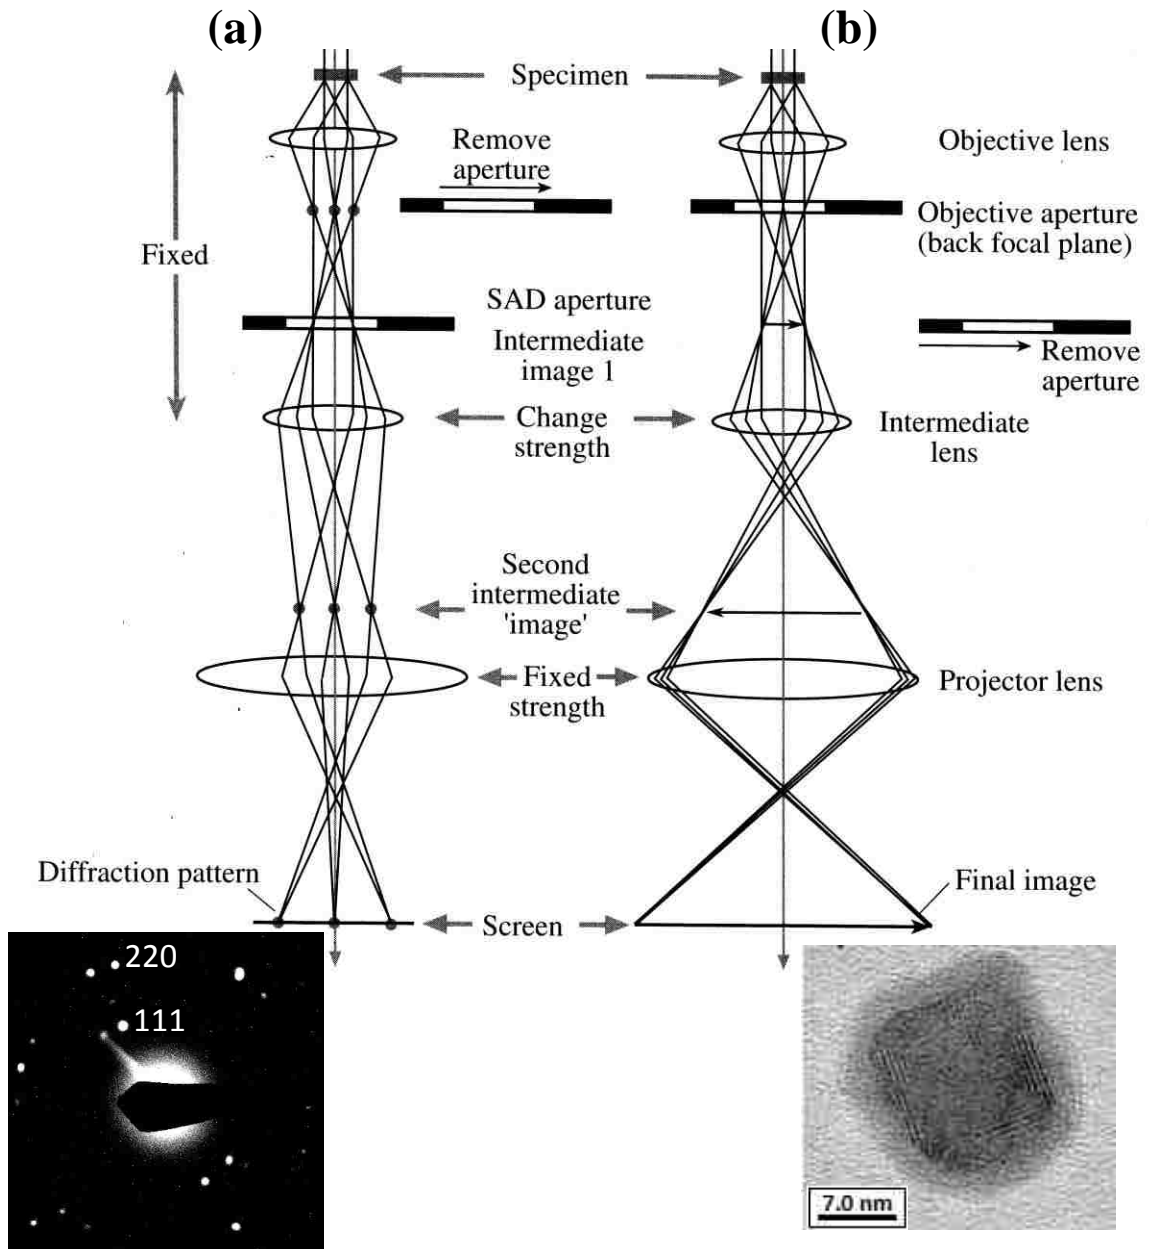 (a)
(b)
Specimen
Remove
aperture
Objective lens
Objective aperture
(back focal plane)
Fixed
SAD aperture
Intermediate
image 1
Remove
aperture
Change
strength
Intermediate
lens
Second
intermediate
'image'
Fixed
strength
Projector lens
Diffraction pattern
Final image
Screen
220
111
7.0 nm